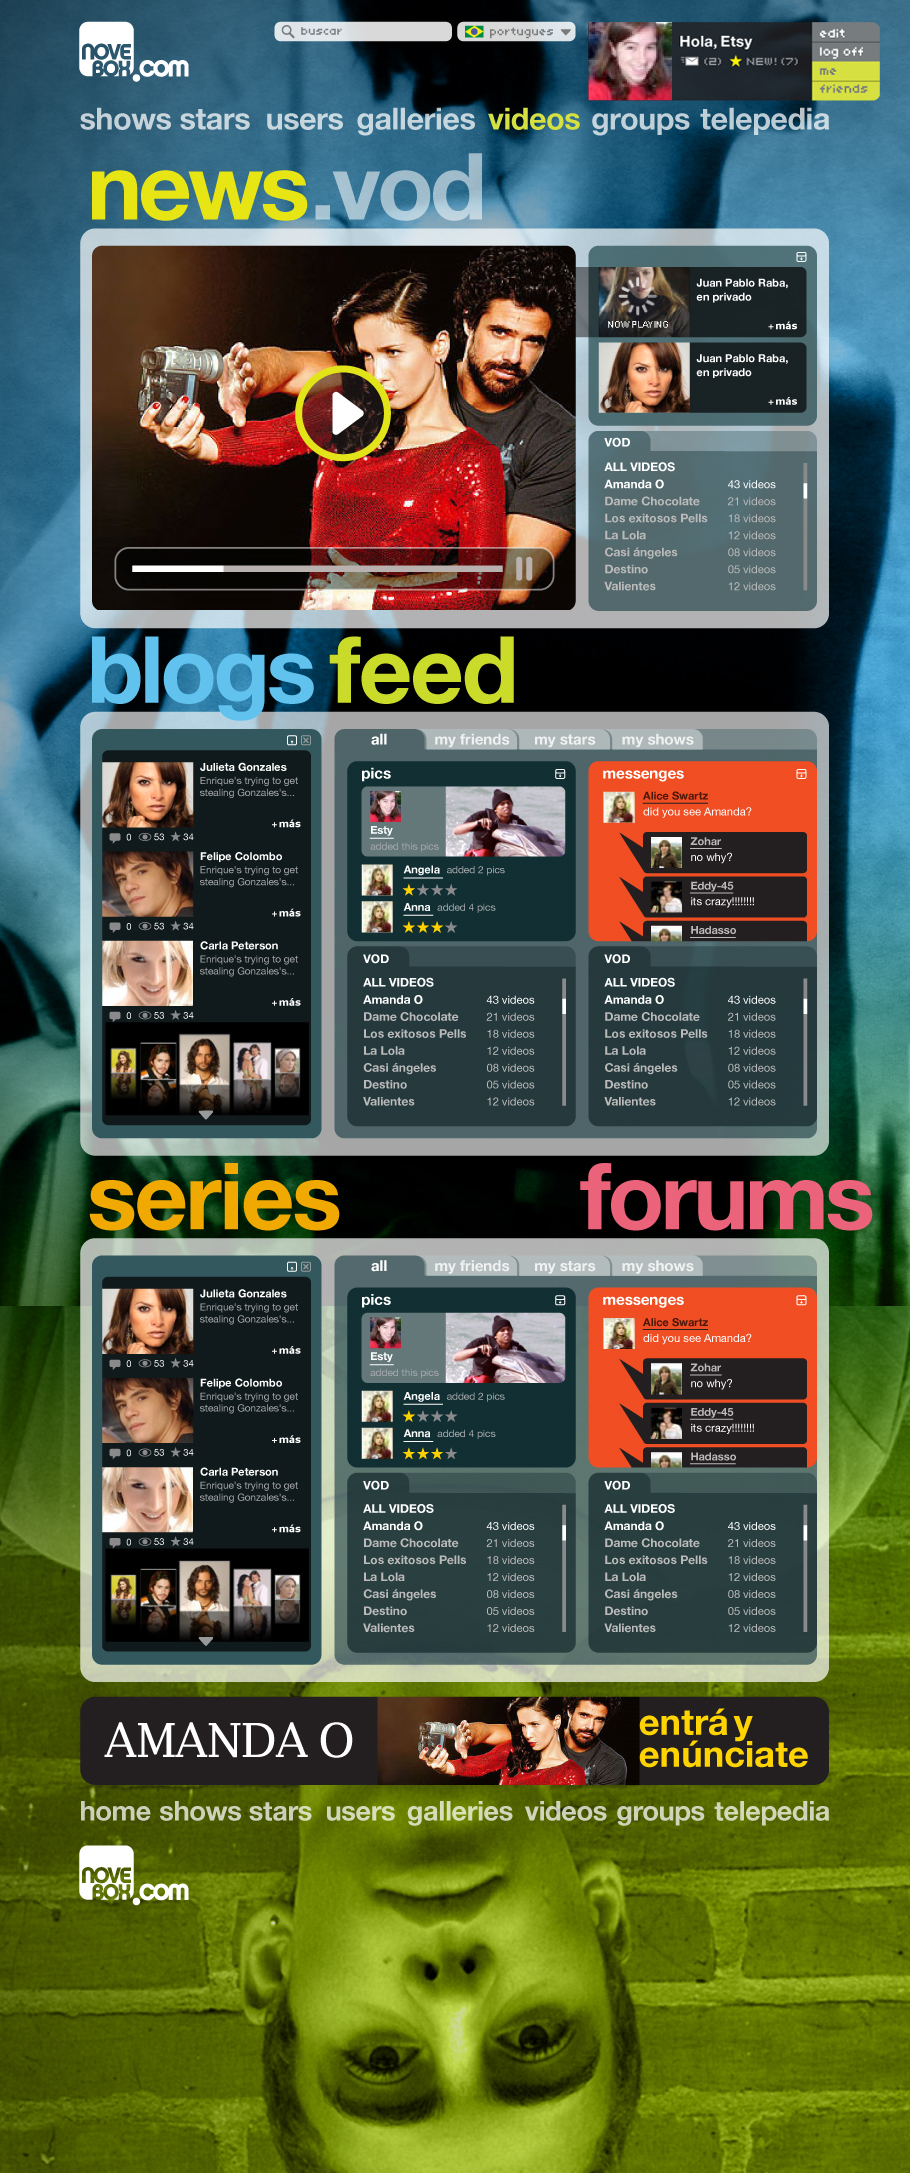 NOVE
BOX.com
buscar
portugues
Hola, Etsy
(2) NEW! (7)
edit
log off
me
friends
shows stars users galleries videos groups telepedia
news.vod
NOW PLAYING
Juan Pablo Raba,
en privado
+más
Juan Pablo Raba,
en privado
+más
VOD
ALL VIDEOS
Amanda O 43 videos
Dame Chocolate 21 videos
Los exitosos Pells 18 videos
La Lola 12 videos
Casi ángeles 08 videos
Destino 05 videos
Valientes 12 videos
blogs feed
Julieta Gonzales
Enrique's trying to get
stealing Gonzales's...
+más
0 53 34
Felipe Colombo
Enrique's trying to get
stealing Gonzales's...
+más
0 53 34
Carla Peterson
Enrique's trying to get
stealing Gonzales's...
+más
0 53 34
all my friends my stars my shows
pics
Esty
added this pics
Angela added 2 pics
Anna added 4 pics
messenges
Alice Swartz
did you see Amanda?
Zohar
no why?
Eddy-45
its crazy!!!!!!!!
Hadasso
VOD
ALL VIDEOS
Amanda O 43 videos
Dame Chocolate 21 videos
Los exitosos Pells 18 videos
La Lola 12 videos
Casi ángeles 08 videos
Destino 05 videos
Valientes 12 videos
VOD
ALL VIDEOS
Amanda O 43 videos
Dame Chocolate 21 videos
Los exitosos Pells 18 videos
La Lola 12 videos
Casi ángeles 08 videos
Destino 05 videos
Valientes 12 videos
series forums
Julieta Gonzales
Enrique's trying to get
stealing Gonzales's...
+más
0 53 34
Felipe Colombo
Enrique's trying to get
stealing Gonzales's...
+más
0 53 34
Carla Peterson
Enrique's trying to get
stealing Gonzales's...
+más
0 53 34
all my friends my stars my shows
pics
Esty
added this pics
Angela added 2 pics
Anna added 4 pics
messenges
Alice Swartz
did you see Amanda?
Zohar
no why?
Eddy-45
its crazy!!!!!!!!
Hadasso
VOD
ALL VIDEOS
Amanda O 43 videos
Dame Chocolate 21 videos
Los exitosos Pells 18 videos
La Lola 12 videos
Casi ángeles 08 videos
Destino 05 videos
Valientes 12 videos
VOD
ALL VIDEOS
Amanda O 43 videos
Dame Chocolate 21 videos
Los exitosos Pells 18 videos
La Lola 12 videos
Casi ángeles 08 videos
Destino 05 videos
Valientes 12 videos
AMANDA O
entrá y
enúnciate
home shows stars users galleries videos groups telepedia
NOVE
BOX.com